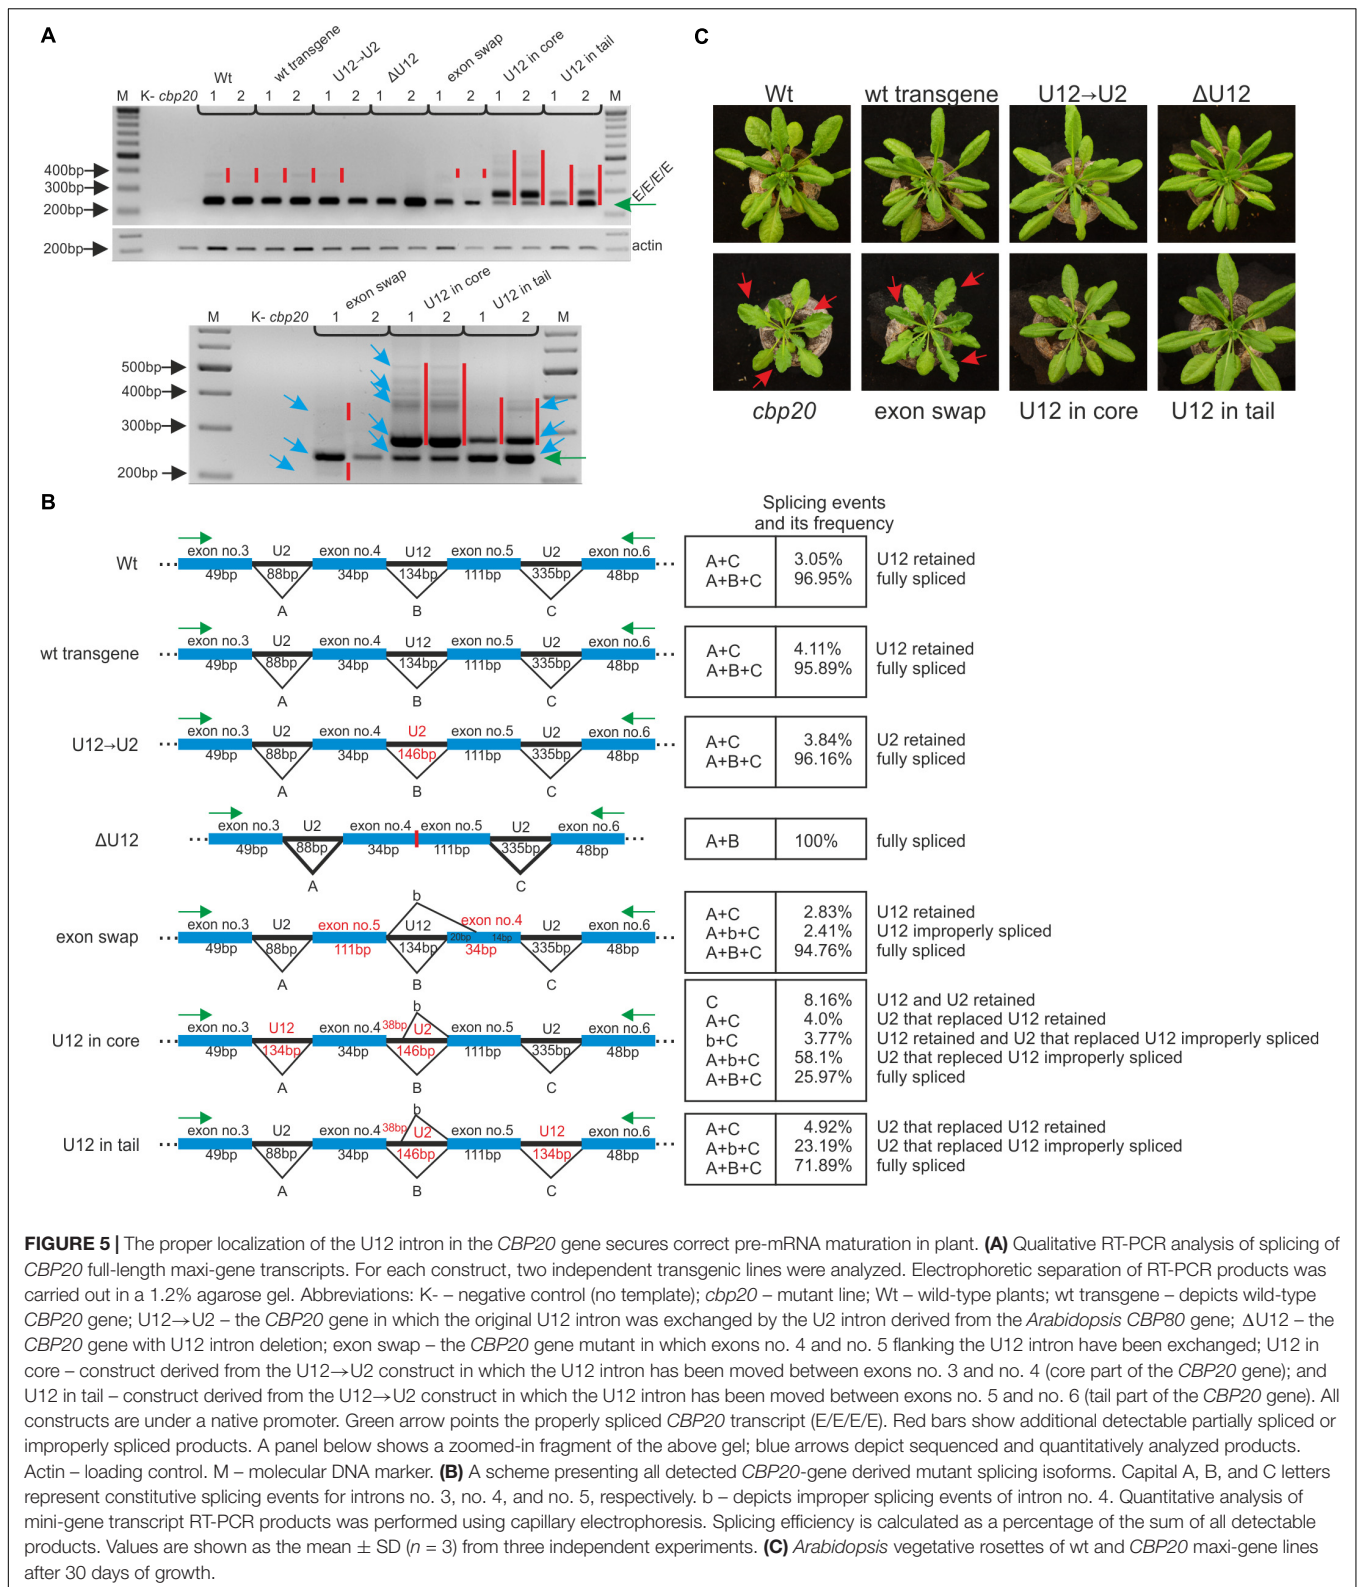 A
Wt
wt transgene
U12→U2
ΔU12
exon swap
U12 in core
U12 in tail
M K- cbp20 1 2 1 2 1 2 1 2 1 2 1 2 1 2 M
400bp
300bp
200bp
E/E/E/E
200bp
actin
exon swap
U12 in core
U12 in tail
M K- cbp20 1 2 1 2 1 2 M
500bp
400bp
300bp
200bp
C
Wt wt transgene U12→U2 ΔU12
cbp20 exon swap U12 in core U12 in tail
B
Splicing events
and its frequency
Wt
exon no.3 U2 exon no.4 U12 exon no.5 U2 exon no.6
49bp 88bp 34bp 134bp 111bp 335bp 48bp
A B C
A+C 3.05% U12 retained
A+B+C 96.95% fully spliced
wt transgene
exon no.3 U2 exon no.4 U12 exon no.5 U2 exon no.6
49bp 88bp 34bp 134bp 111bp 335bp 48bp
A B C
A+C 4.11% U12 retained
A+B+C 95.89% fully spliced
U12→U2
exon no.3 U2 exon no.4 U2 exon no.5 U2 exon no.6
49bp 88bp 34bp 146bp 111bp 335bp 48bp
A B C
A+C 3.84% U2 retained
A+B+C 96.16% fully spliced
ΔU12
exon no.3 U2 exon no.4 exon no.5 U2 exon no.6
49bp 88bp 34bp 111bp 335bp 48bp
A C
A+B 100% fully spliced
exon swap
b
exon no.3 U2 exon no.5 U12 exon no.4 U2 exon no.6
20bp 14bp
49bp 88bp 111bp 134bp 34bp 335bp 48bp
A B C
A+C 2.83% U12 retained
A+b+C 2.41% U12 improperly spliced
A+B+C 94.76% fully spliced
U12 in core
b
exon no.3 U12 exon no.4 38bp U2 exon no.5 U2 exon no.6
49bp 134bp 34bp 146bp 111bp 335bp 48bp
A B C
C 8.16% U12 and U2 retained
A+C 4.0% U2 that replaced U12 retained
b+C 3.77% U12 retained and U2 that replaced U12 improperly spliced
A+b+C 58.1% U2 that repleced U12 improperly spliced
A+B+C 25.97% fully spliced
U12 in tail
b
exon no.3 U2 exon no.4 38bp U2 exon no.5 U12 exon no.6
49bp 88bp 34bp 146bp 111bp 134bp 48bp
A B C
A+C 4.92% U2 that replaced U12 retained
A+b+C 23.19% U2 that replaced U12 improperly spliced
A+B+C 71.89% fully spliced
FIGURE 5 | The proper localization of the U12 intron in the CBP20 gene secures correct pre-mRNA maturation in plant. (A) Qualitative RT-PCR analysis of splicing of
CBP20 full-length maxi-gene transcripts. For each construct, two independent transgenic lines were analyzed. Electrophoretic separation of RT-PCR products was
carried out in a 1.2% agarose gel. Abbreviations: K- – negative control (no template); cbp20 – mutant line; Wt – wild-type plants; wt transgene – depicts wild-type
CBP20 gene; U12→U2 – the CBP20 gene in which the original U12 intron was exchanged by the U2 intron derived from the Arabidopsis CBP80 gene; ΔU12 – the
CBP20 gene with U12 intron deletion; exon swap – the CBP20 gene mutant in which exons no. 4 and no. 5 flanking the U12 intron have been exchanged; U12 in
core – construct derived from the U12→U2 construct in which the U12 intron has been moved between exons no. 3 and no. 4 (core part of the CBP20 gene); and
U12 in tail – construct derived from the U12→U2 construct in which the U12 intron has been moved between exons no. 5 and no. 6 (tail part of the CBP20 gene). All
constructs are under a native promoter. Green arrow points the properly spliced CBP20 transcript (E/E/E/E). Red bars show additional detectable partially spliced or
improperly spliced products. A panel below shows a zoomed-in fragment of the above gel; blue arrows depict sequenced and quantitatively analyzed products.
Actin – loading control. M – molecular DNA marker. (B) A scheme presenting all detected CBP20-gene derived mutant splicing isoforms. Capital A, B, and C letters
represent constitutive splicing events for introns no. 3, no. 4, and no. 5, respectively. b – depicts improper splicing events of intron no. 4. Quantitative analysis of
mini-gene transcript RT-PCR products was performed using capillary electrophoresis. Splicing efficiency is calculated as a percentage of the sum of all detectable
products. Values are shown as the mean ± SD (n = 3) from three independent experiments. (C) Arabidopsis vegetative rosettes of wt and CBP20 maxi-gene lines
after 30 days of growth.